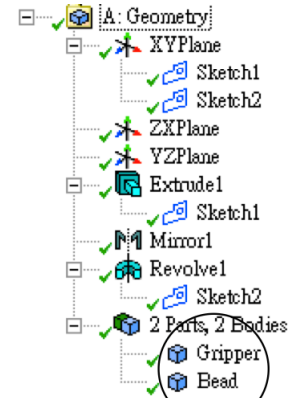 A: Geometry
XYPlane
Sketch1
Sketch2
ZXPlane
YZPlane
Extrude1
Sketch1
Mirror1
Revolve1
Sketch2
2 Parts, 2 Bodies
Gripper
Bead